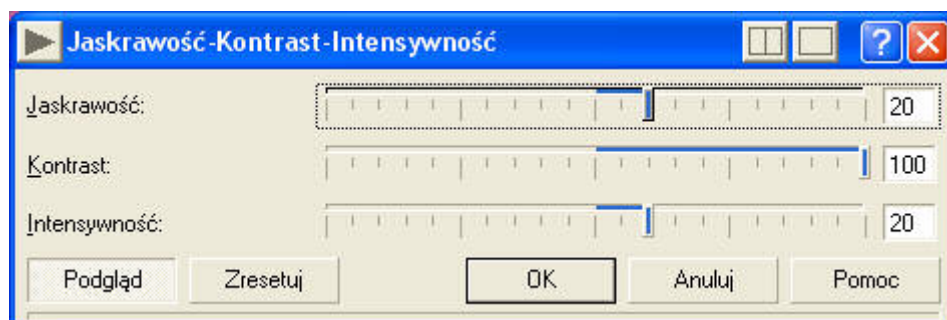 Jaskrawość-Kontrast-Intensywność
Jaskrawość: 20
Kontrast: 100
Intensywność: 20
Podgląd Zresetuj OK Anuluj Pomoc